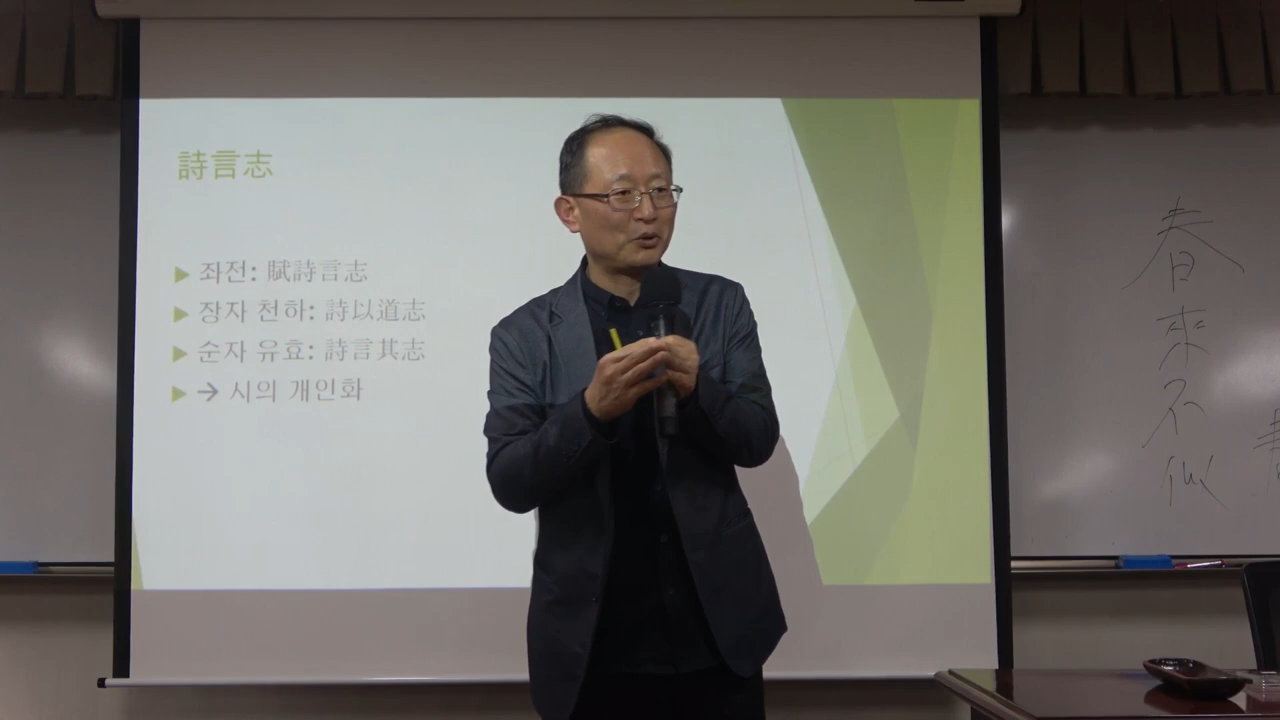 詩言志
좌전: 賦詩言志
장자 천하: 詩以道志
순자 유효: 詩言其志
→ 시의 개인화
春來不似